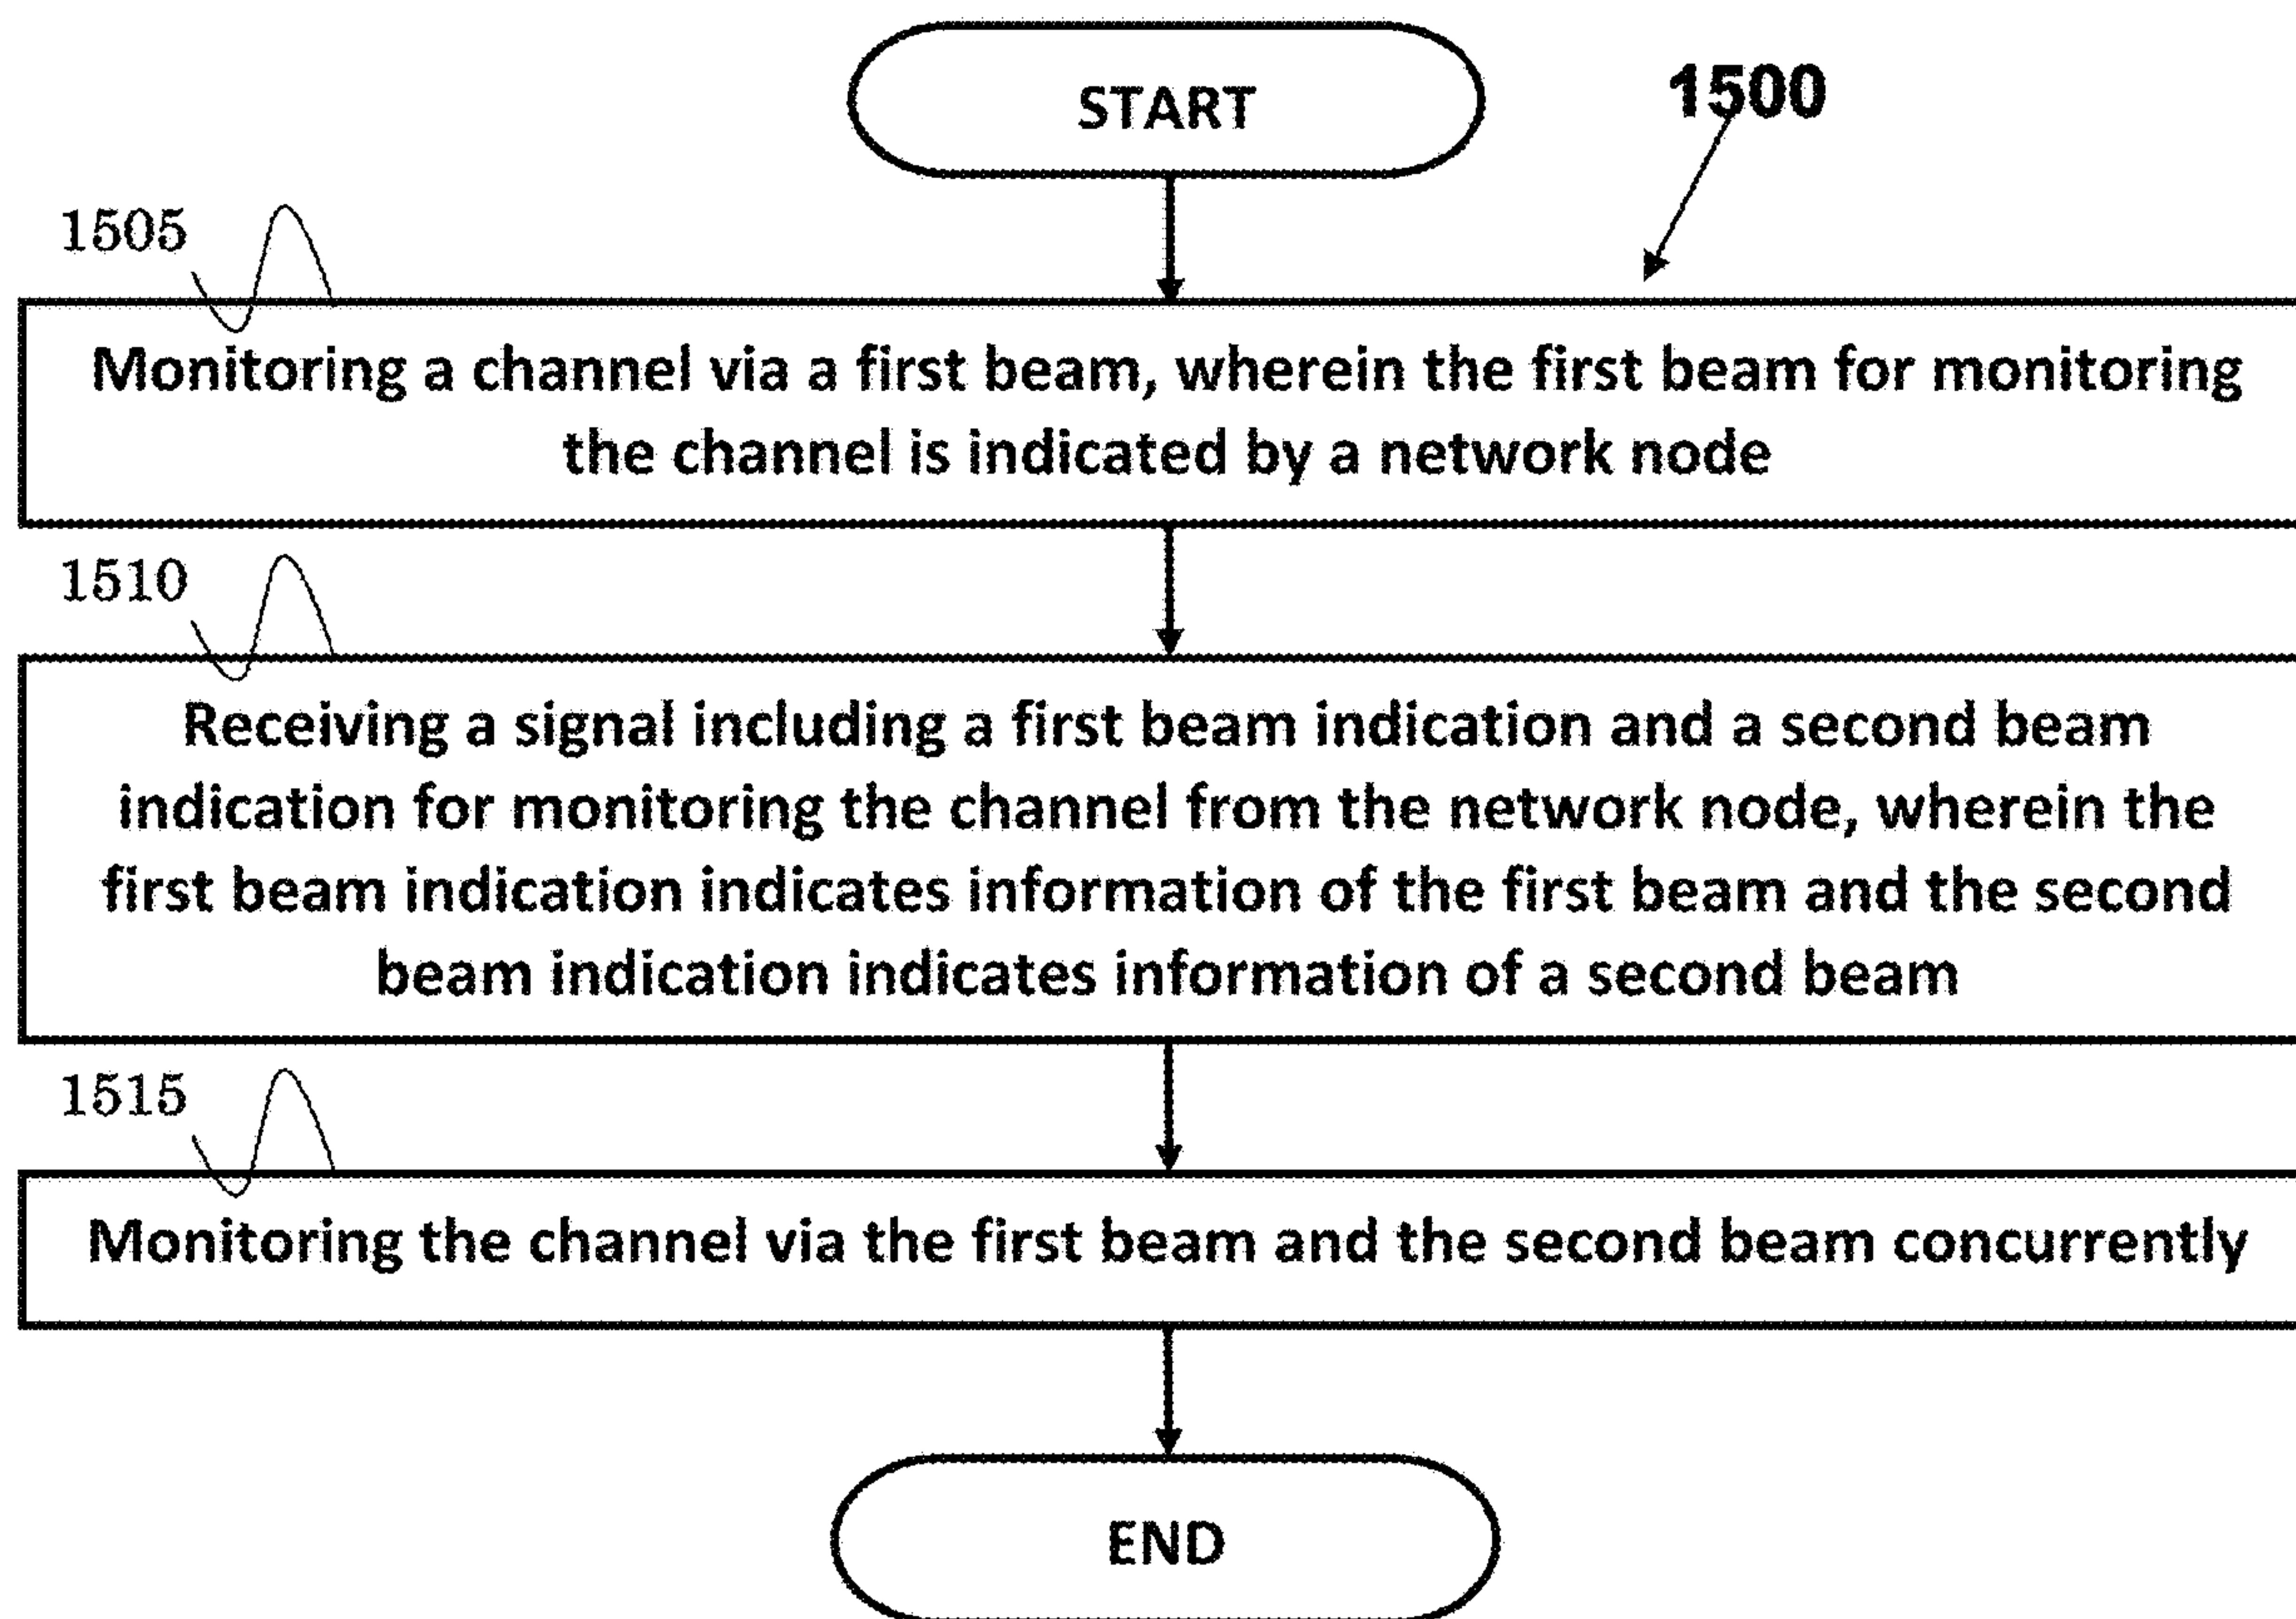 START
1500
1505
Monitoring a channel via a first beam, wherein the first beam for monitoring
the channel is indicated by a network node
1510
Receiving a signal including a first beam indication and a second beam
indication for monitoring the channel from the network node, wherein the
first beam indication indicates information of the first beam and the second
beam indication indicates information of a second beam
1515
Monitoring the channel via the first beam and the second beam concurrently
END